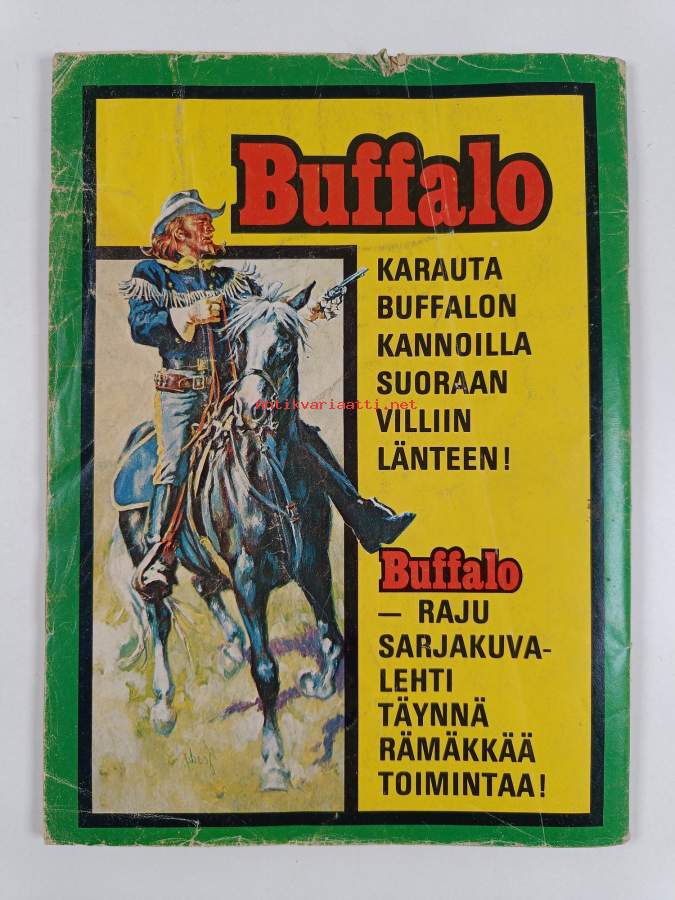 Buffalo
KARAUTA
BUFFALON
KANNOILLA
SUORAAN
VILLIIN
LÄNTEEN!
Antikvariaatti.net
Buffalo
— RAJU
SARJAKUVA-
LEHTI
TÄYNNÄ
RÄMÄKKÄÄ
TOIMINTAA!